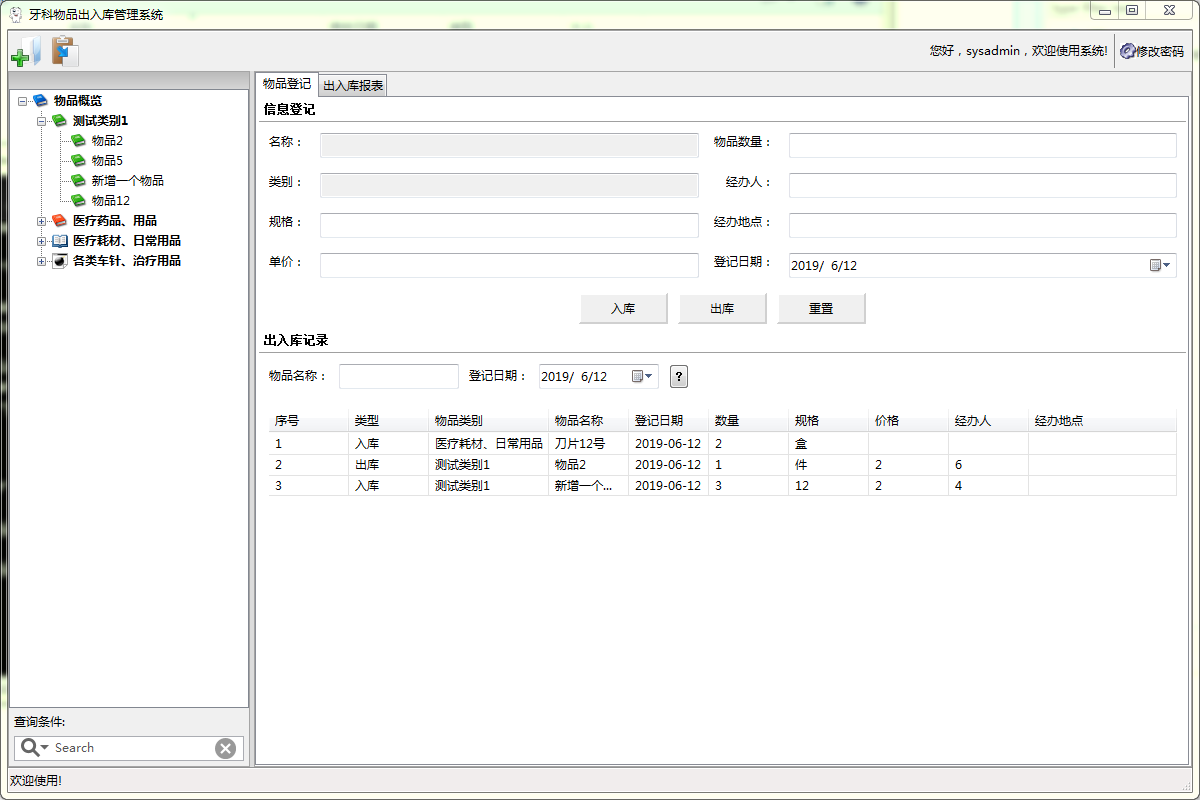 牙科物品出入库管理系统
您好，sysadmin，欢迎使用系统! 修改密码
物品概览
测试类别1
物品2
物品5
新增一个物品
物品12
医疗药品、用品
医疗耗材、日常用品
各类车针、治疗用品
查询条件:
Search
物品登记 出入库报表
信息登记
名称： 物品数量：
类别： 经办人：
规格： 经办地点：
单价： 登记日期： 2019/ 6/12
入库 出库 重置
出入库记录
物品名称： 登记日期： 2019/ 6/12 ?
序号 类型 物品类别 物品名称 登记日期 数量 规格 价格 经办人 经办地点
1 入库 医疗耗材、日常用品 刀片12号 2019-06-12 2 盒
2 出库 测试类别1 物品2 2019-06-12 1 件 2 6
3 入库 测试类别1 新增一个... 2019-06-12 3 12 2 4
欢迎使用!